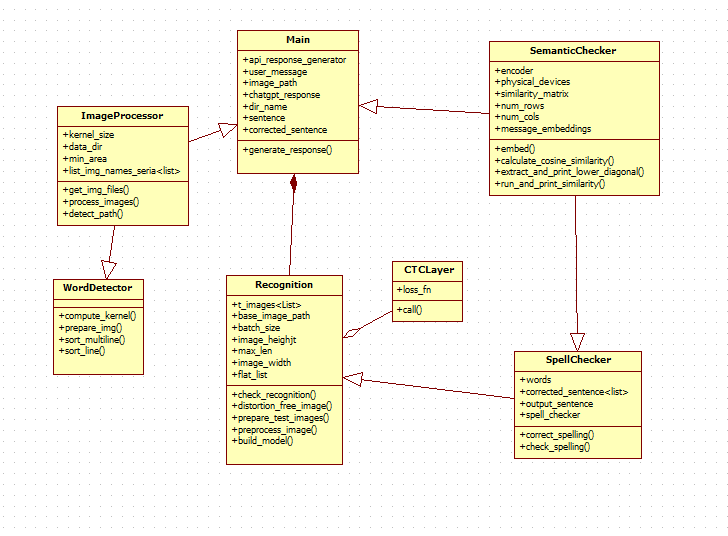 Main
+api_response_generator
+user_message
+image_path
+chatgpt_response
+dir_name
+sentence
+corrected_sentence
+generate_response()
SemanticChecker
+encoder
+physical_devices
+similarity_matrix
+num_rows
+num_cols
+message_embeddings
+embed()
+calculate_cosine_similarity()
+extract_and_print_lower_diagonal()
+run_and_print_similarity()
ImageProcessor
+kernel_size
+data_dir
+min_area
+list_img_names_seria<list>
+get_img_files()
+process_images()
+detect_path()
WordDetector
+compute_kernel()
+prepare_img()
+sort_multiline()
+sort_line()
Recognition
+t_images<List>
+base_image_path
+batch_size
+image_heighjt
+max_len
+image_width
+flat_list
+check_recognition()
+distortion_free_image()
+prepare_test_images()
+preprocess_image()
+build_model()
CTCLayer
+loss_fn
+call()
SpellChecker
+words
+corrected_sentence<list>
+output_sentence
+spell_checker
+correct_spelling()
+check_spelling()